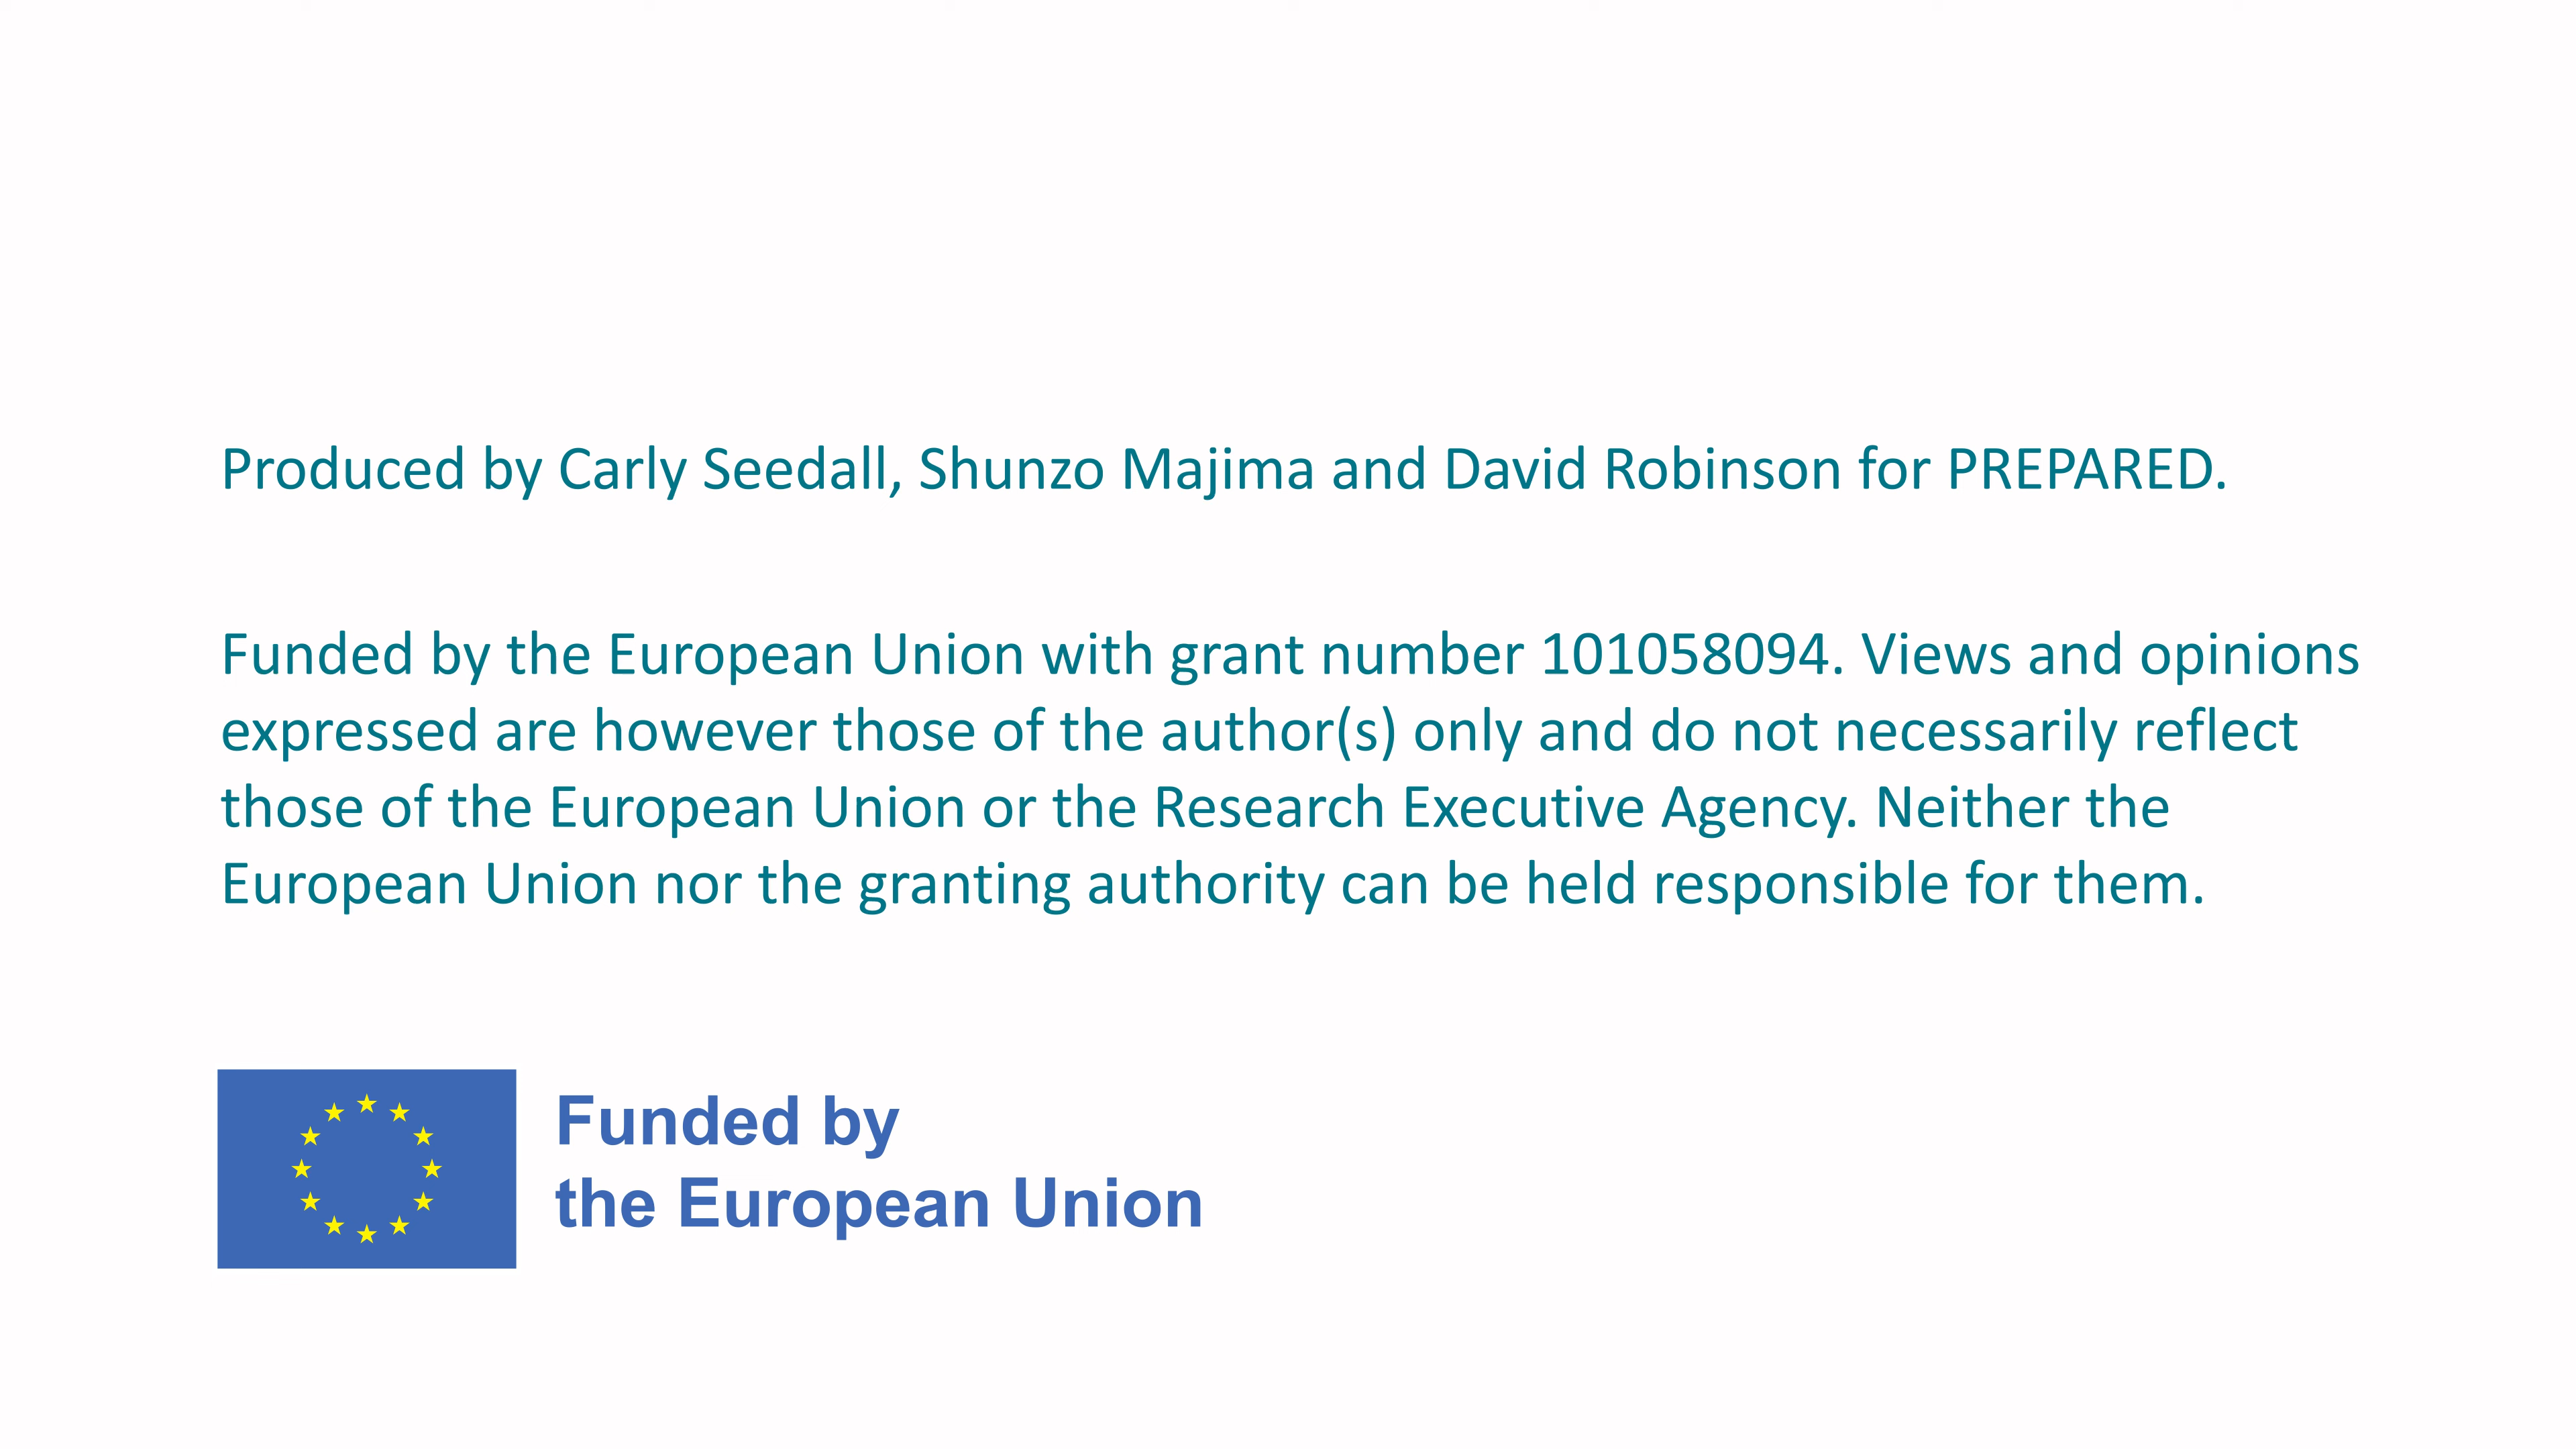 Produced by Carly Seedall, Shunzo Majima and David Robinson for PREPARED.
Funded by the European Union with grant number 101058094. Views and opinions
expressed are however those of the author(s) only and do not necessarily reflect
those of the European Union or the Research Executive Agency. Neither the
European Union nor the granting authority can be held responsible for them.
Funded by
the European Union